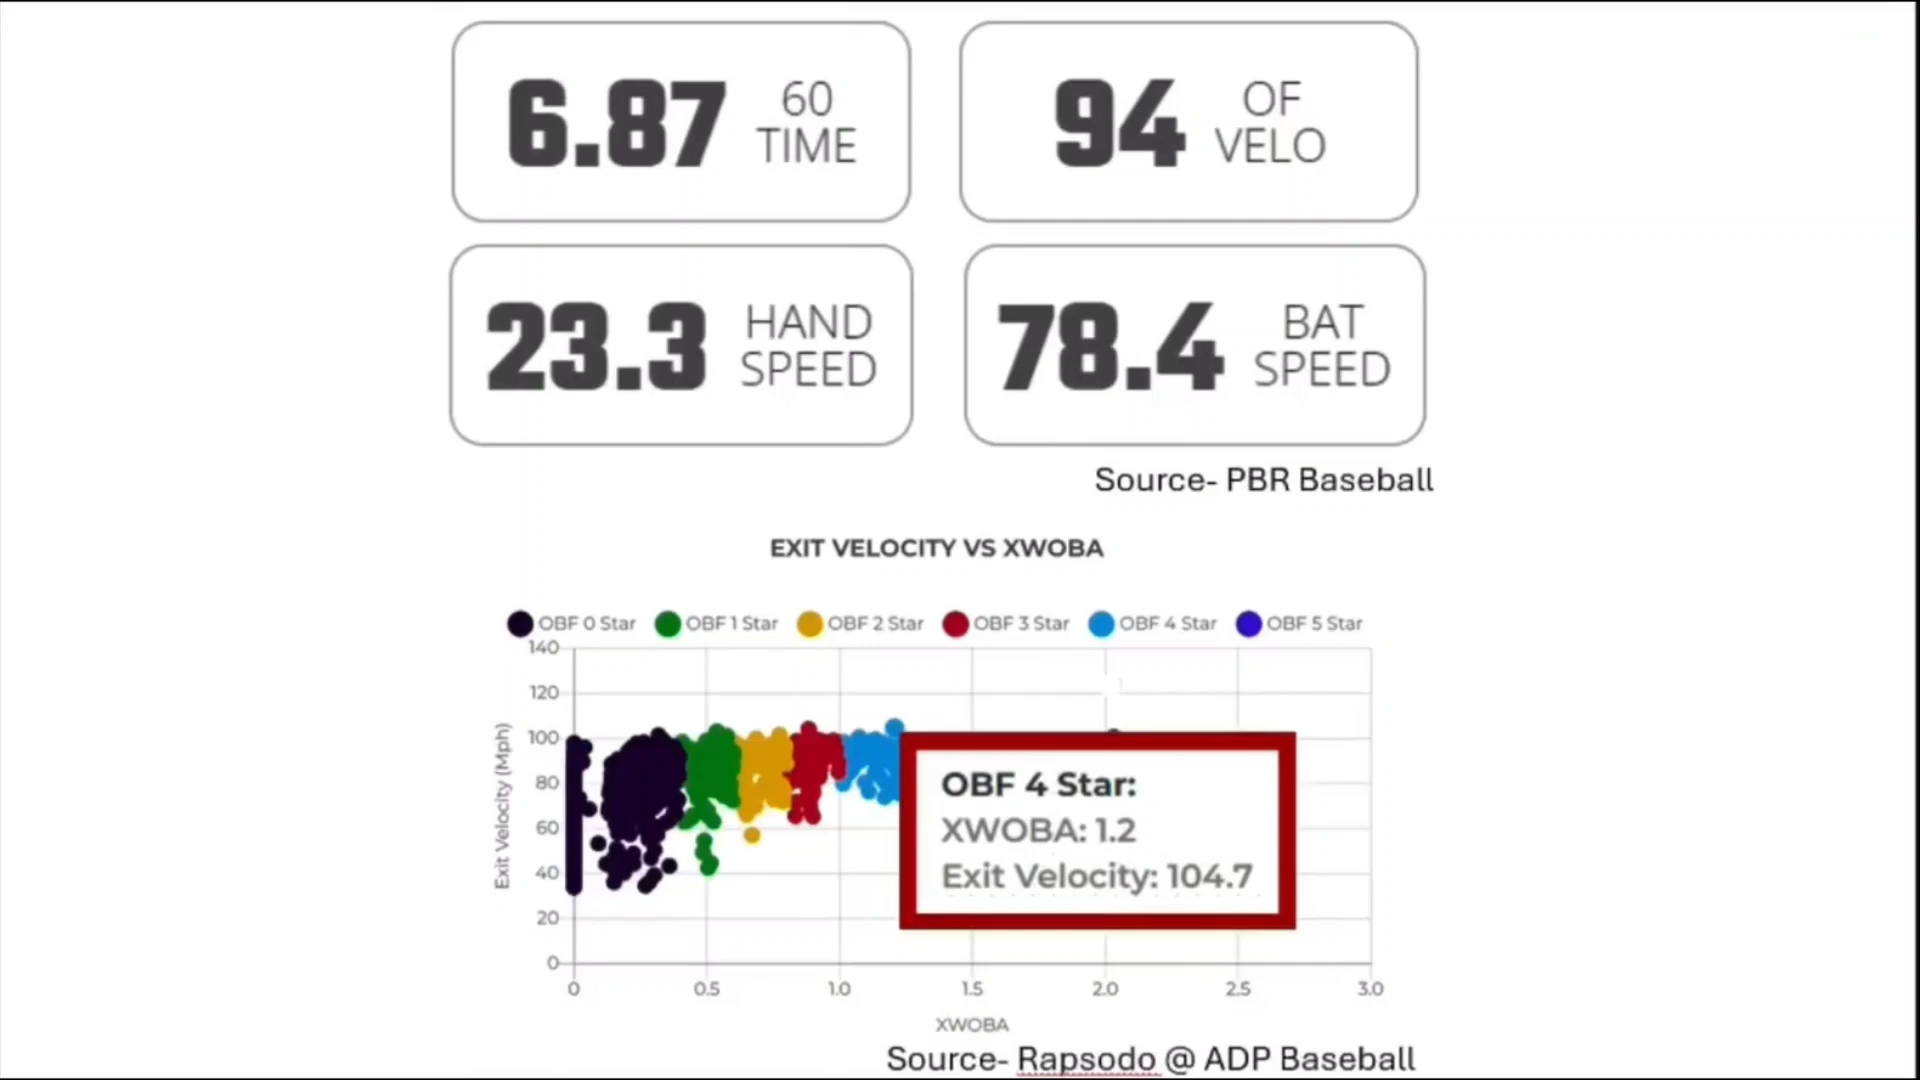 6.87 60 TIME
94 OF VELO
23.3 HAND SPEED
78.4 BAT SPEED
Source- PBR Baseball
EXIT VELOCITY VS XWOBA
OBF 0 Star OBF 1 Star OBF 2 Star OBF 3 Star OBF 4 Star OBF 5 Star
140
120
100
80
60
40
20
0
Exit Velocity (Mph)
OBF 4 Star:
XWOBA: 1.2
Exit Velocity: 104.7
0 0.5 1.0 1.5 2.0 2.5 3.0
XWOBA
Source- Rapsodo @ ADP Baseball